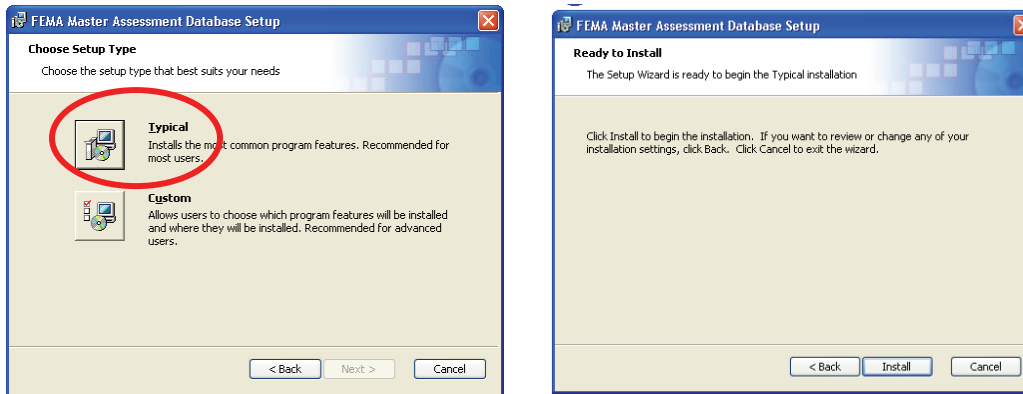 FEMA Master Assessment Database Setup
Choose Setup Type
Choose the setup type that best suits your needs
Typical
Installs the most common program features. Recommended for
most users.
Custom
Allows users to choose which program features will be installed
and where they will be installed. Recommended for advanced
users.
< Back Next > Cancel
FEMA Master Assessment Database Setup
Ready to Install
The Setup Wizard is ready to begin the Typical installation
Click Install to begin the installation. If you want to review or change any of your
installation settings, click Back. Click Cancel to exit the wizard.
< Back Install Cancel